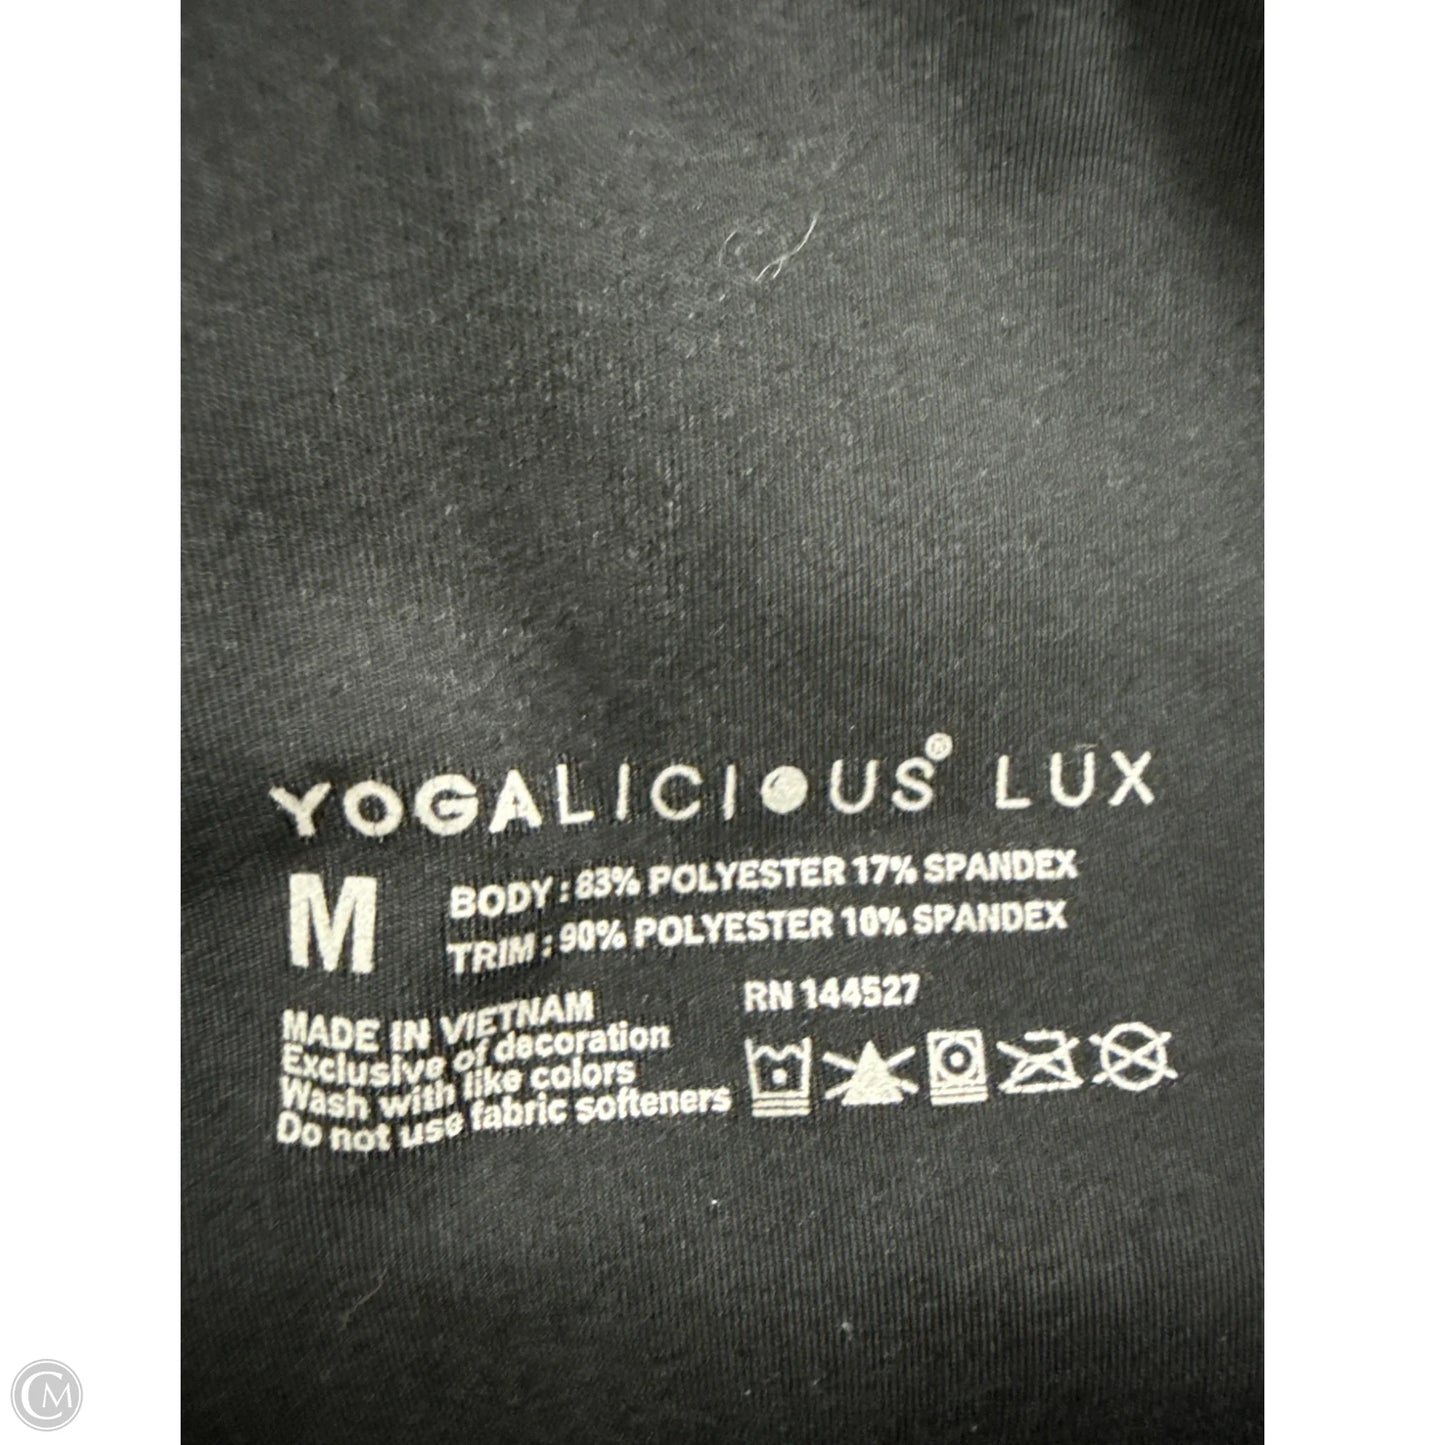 YOGALICIOUS® LUX
M
BODY : 83% POLYESTER 17% SPANDEX
TRIM : 90% POLYESTER 10% SPANDEX
RN 144527
MADE IN VIETNAM
Exclusive of decoration
Wash with like colors
Do not use fabric softeners
CM